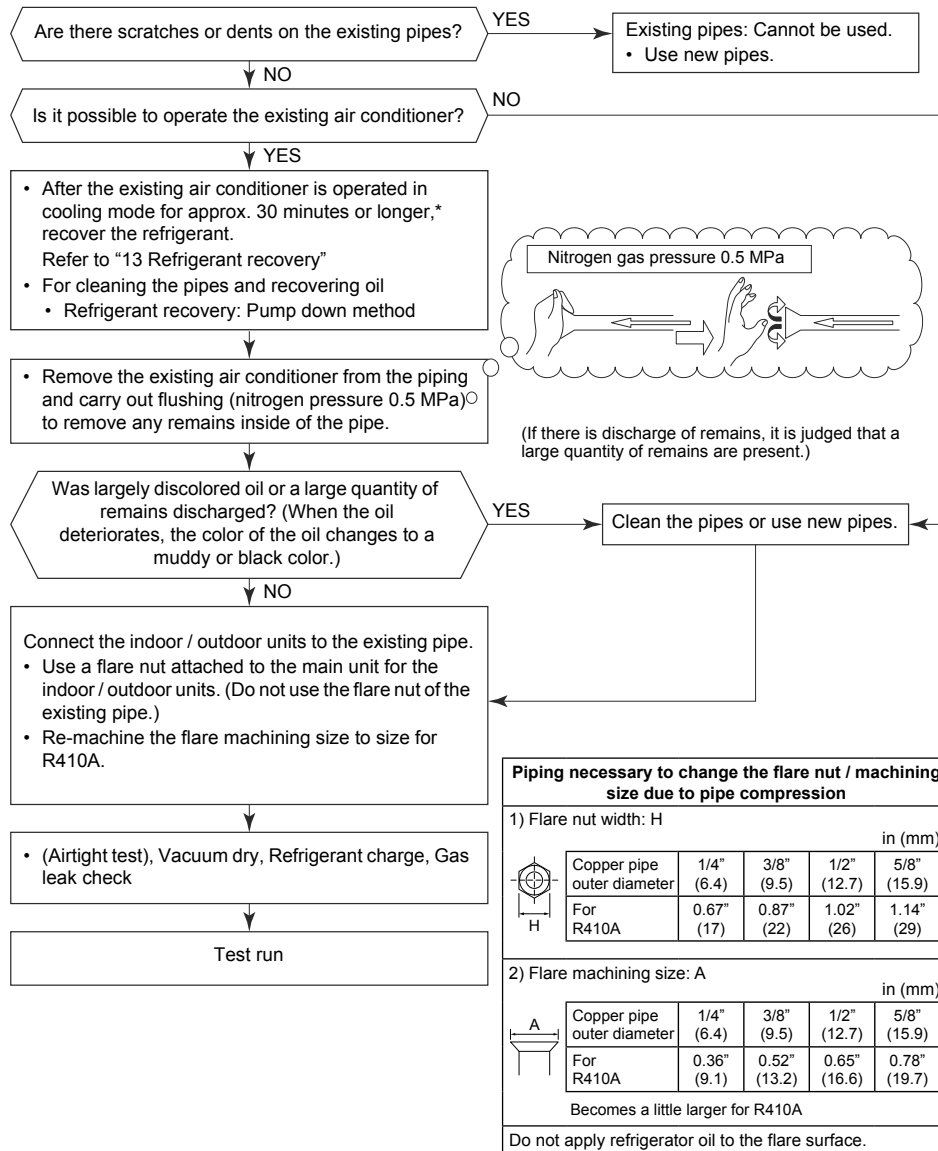 Are there scratches or dents on the existing pipes?
YES
Existing pipes: Cannot be used.
• Use new pipes.
NO
Is it possible to operate the existing air conditioner?
NO
YES
• After the existing air conditioner is operated in
cooling mode for approx. 30 minutes or longer,*
recover the refrigerant.
Refer to “13 Refrigerant recovery”
• For cleaning the pipes and recovering oil
• Refrigerant recovery: Pump down method
Nitrogen gas pressure 0.5 MPa
• Remove the existing air conditioner from the piping
and carry out flushing (nitrogen pressure 0.5 MPa)
to remove any remains inside of the pipe.
(If there is discharge of remains, it is judged that a
large quantity of remains are present.)
Was largely discolored oil or a large quantity of
remains discharged? (When the oil
deteriorates, the color of the oil changes to a
muddy or black color.)
YES
Clean the pipes or use new pipes.
NO
Connect the indoor / outdoor units to the existing pipe.
• Use a flare nut attached to the main unit for the
indoor / outdoor units. (Do not use the flare nut of the
existing pipe.)
• Re-machine the flare machining size to size for
R410A.
• (Airtight test), Vacuum dry, Refrigerant charge, Gas
leak check
Test run
Piping necessary to change the flare nut / machining
size due to pipe compression
1) Flare nut width: H
in (mm)
Copper pipe outer diameter 1/4” (6.4) 3/8” (9.5) 1/2” (12.7) 5/8” (15.9)
For R410A 0.67” (17) 0.87” (22) 1.02” (26) 1.14” (29)
H
2) Flare machining size: A
in (mm)
A
Copper pipe outer diameter 1/4” (6.4) 3/8” (9.5) 1/2” (12.7) 5/8” (15.9)
For R410A 0.36” (9.1) 0.52” (13.2) 0.65” (16.6) 0.78” (19.7)
Becomes a little larger for R410A
Do not apply refrigerator oil to the flare surface.